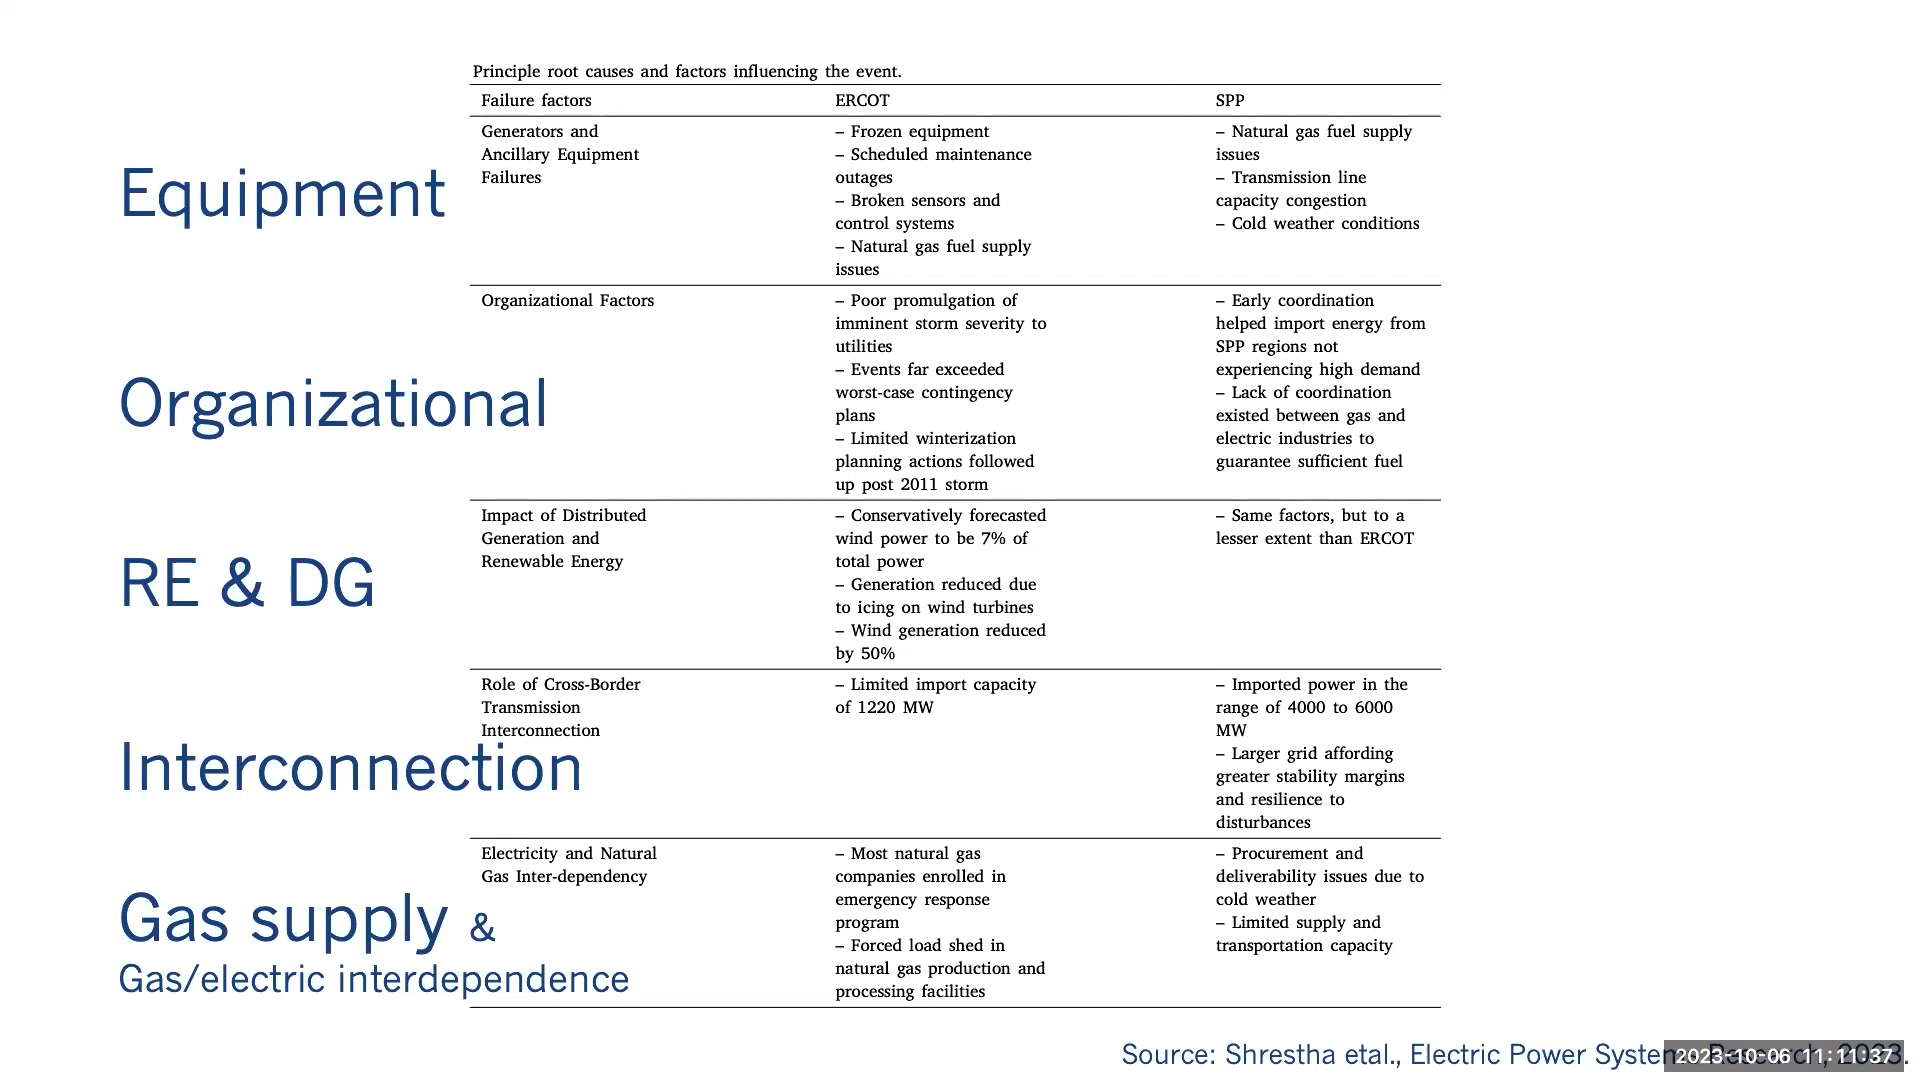 Principle root causes and factors influencing the event.
Failure factors ERCOT SPP
Equipment
Generators and
Ancillary Equipment
Failures
– Frozen equipment
– Scheduled maintenance
outages
– Broken sensors and
control systems
– Natural gas fuel supply
issues
– Natural gas fuel supply
issues
– Transmission line
capacity congestion
– Cold weather conditions
Organizational
Organizational Factors
– Poor promulgation of
imminent storm severity to
utilities
– Events far exceeded
worst-case contingency
plans
– Limited winterization
planning actions followed
up post 2011 storm
– Early coordination
helped import energy from
SPP regions not
experiencing high demand
– Lack of coordination
existed between gas and
electric industries to
guarantee sufficient fuel
RE & DG
Impact of Distributed
Generation and
Renewable Energy
– Conservatively forecasted
wind power to be 7% of
total power
– Generation reduced due
to icing on wind turbines
– Wind generation reduced
by 50%
– Same factors, but to a
lesser extent than ERCOT
Interconnection
Role of Cross-Border
Transmission
Interconnection
– Limited import capacity
of 1220 MW
– Imported power in the
range of 4000 to 6000
MW
– Larger grid affording
greater stability margins
and resilience to
disturbances
Gas supply &
Gas/electric interdependence
Electricity and Natural
Gas Inter-dependency
– Most natural gas
companies enrolled in
emergency response
program
– Forced load shed in
natural gas production and
processing facilities
– Procurement and
deliverability issues due to
cold weather
– Limited supply and
transportation capacity
Source: Shrestha etal., Electric Power System
2023-10-06 11:11:37